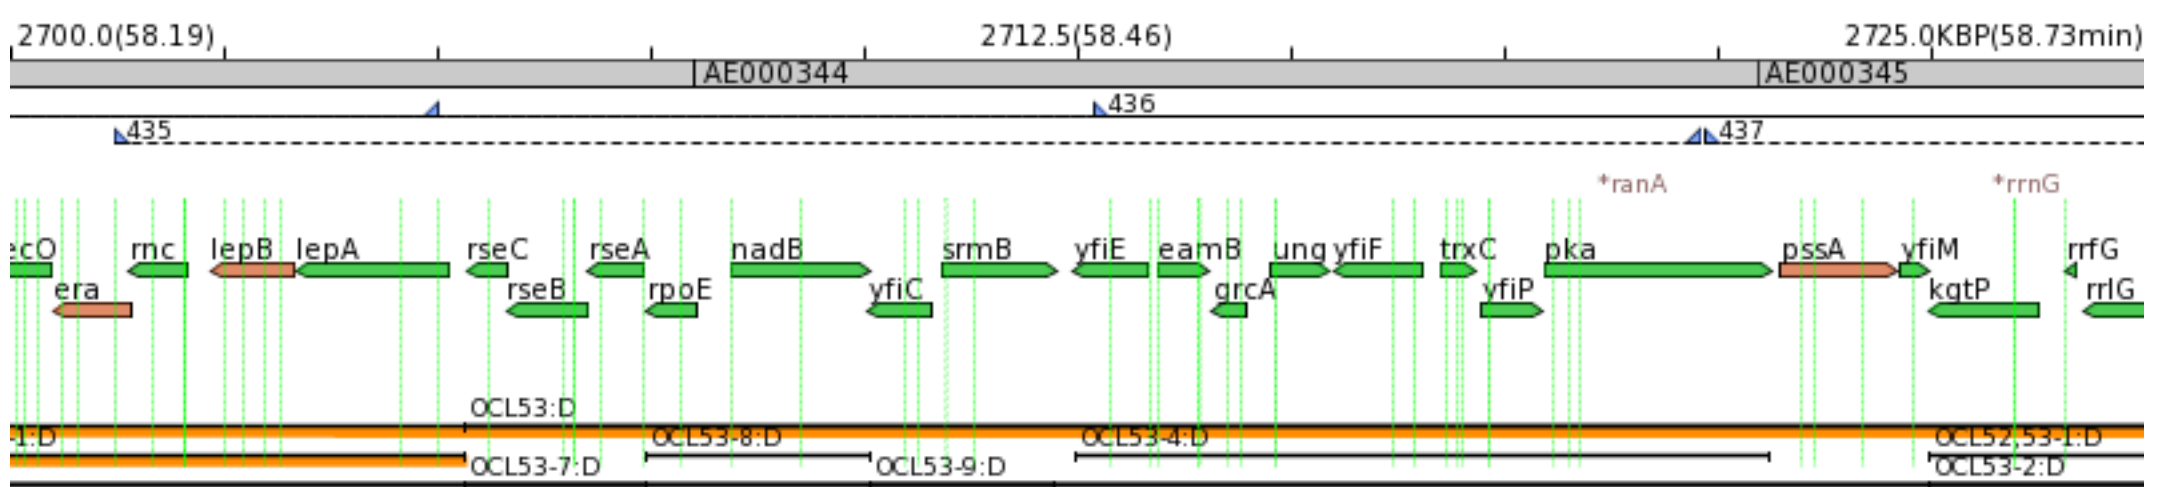 2700.0(58.19) 2712.5(58.46) 2725.0KBP(58.73min)
AE000344 AE000345
436
435 437
*ranA *rrnG
ecO rnc lepB lepA rseC rseA nadB srmB yfiE eamB ung yfiF trxC pka pssA yfiM rrfG
era rseB rpoE yfiC grcA yfiP kgtP rrlG
OCL53:D
-1:D OCL53-8:D OCL53-4:D OCL52,53-1:D
OCL53-7:D OCL53-9:D OCL53-2:D